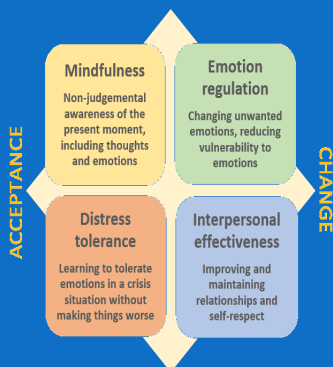 Mindfulness
Non-judgemental
awareness of the
present moment,
including thoughts
and emotions
Emotion
regulation
Changing unwanted
emotions, reducing
vulnerability to
emotions
ACCEPTANCE
CHANGE
Distress
tolerance
Learning to tolerate
emotions in a crisis
situation without
making things worse
Interpersonal
effectiveness
Improving and
maintaining
relationships and
self-respect